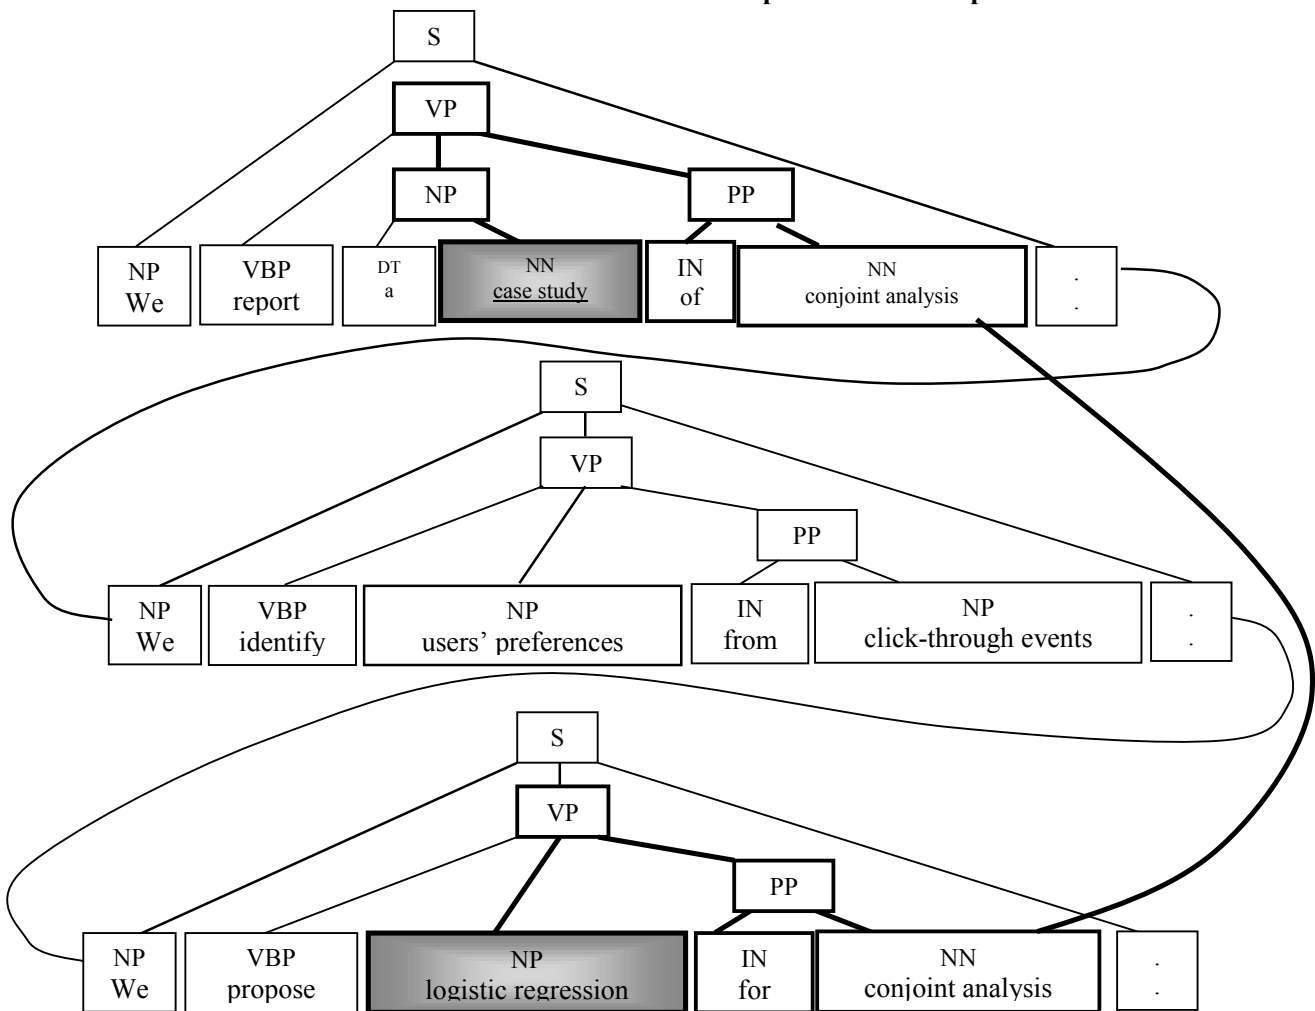 S
VP
NP
PP
NP
We
VBP
report
DT
a
NN
case study
IN
of
NN
conjoint analysis
.
.
S
VP
PP
NP
We
VBP
identify
NP
users’ preferences
IN
from
NP
click-through events
.
.
S
VP
PP
NP
We
VBP
propose
NP
logistic regression
IN
for
NN
conjoint analysis
.
.